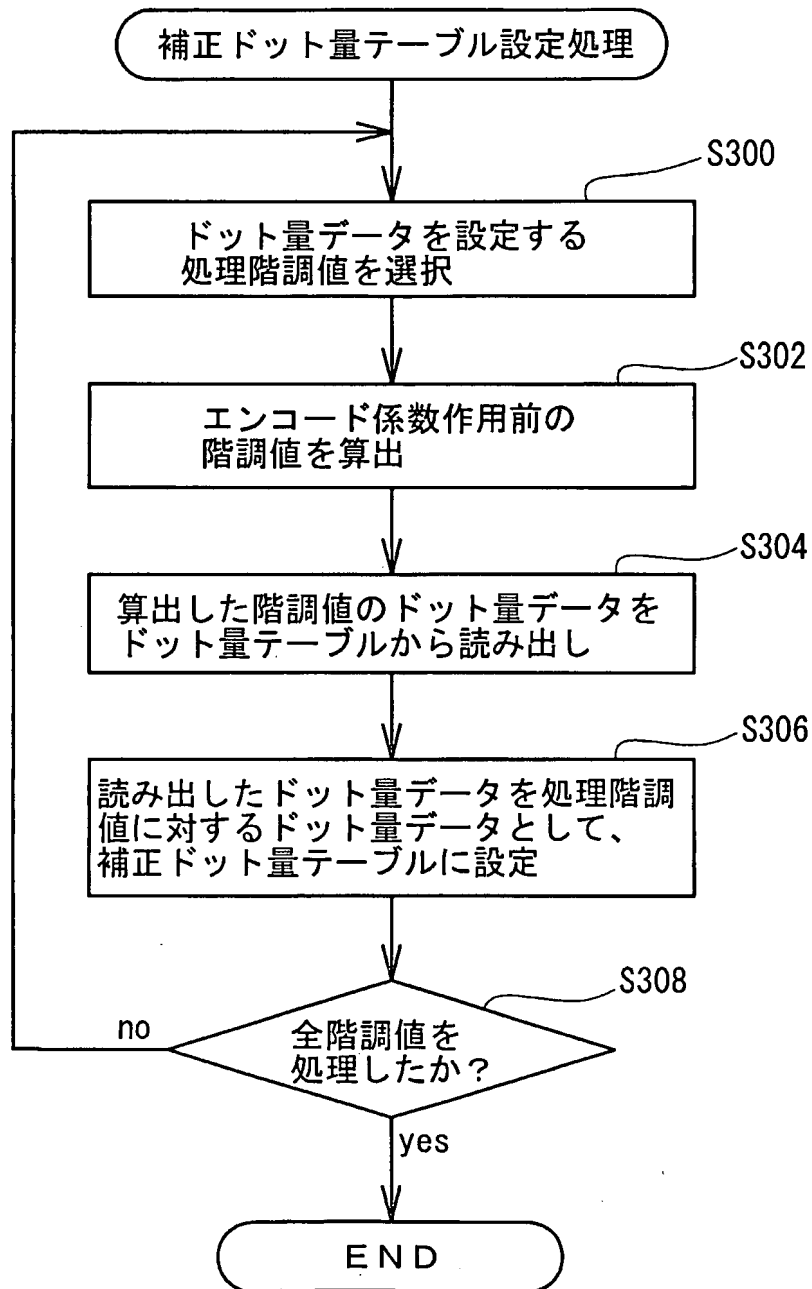 補正ドット量テーブル設定処理
S300
ドット量データを設定する
処理階調値を選択
S302
エンコード係数作用前の
階調値を算出
S304
算出した階調値のドット量データを
ドット量テーブルから読み出し
S306
読み出したドット量データを処理階調
値に対するドット量データとして、
補正ドット量テーブルに設定
S308
no
全階調値を
処理したか?
yes
END